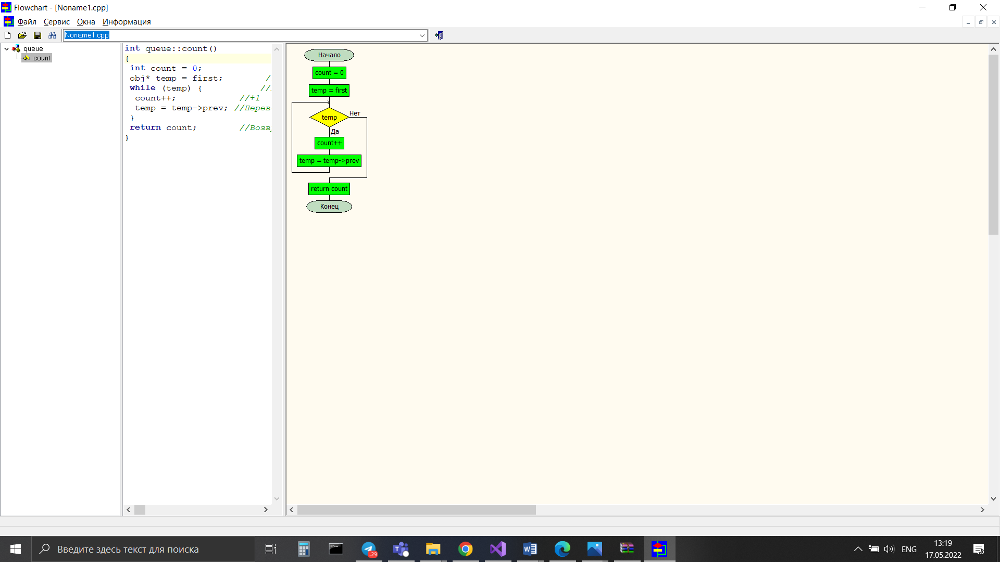 Flowchart - [Noname1.cpp]
Файл Сервис Окна Информация
Noname1.cpp
queue
count
int queue::count()
{
int count = 0;
obj* temp = first; //
while (temp) { //
count++; //+1
temp = temp->prev; //Перев
}
return count; //Возв
}
Начало
count = 0
temp = first
temp
Нет
Да
count++
temp = temp->prev
return count
Конец
Введите здесь текст для поиска
..29
ENG
13:19
17.05.2022